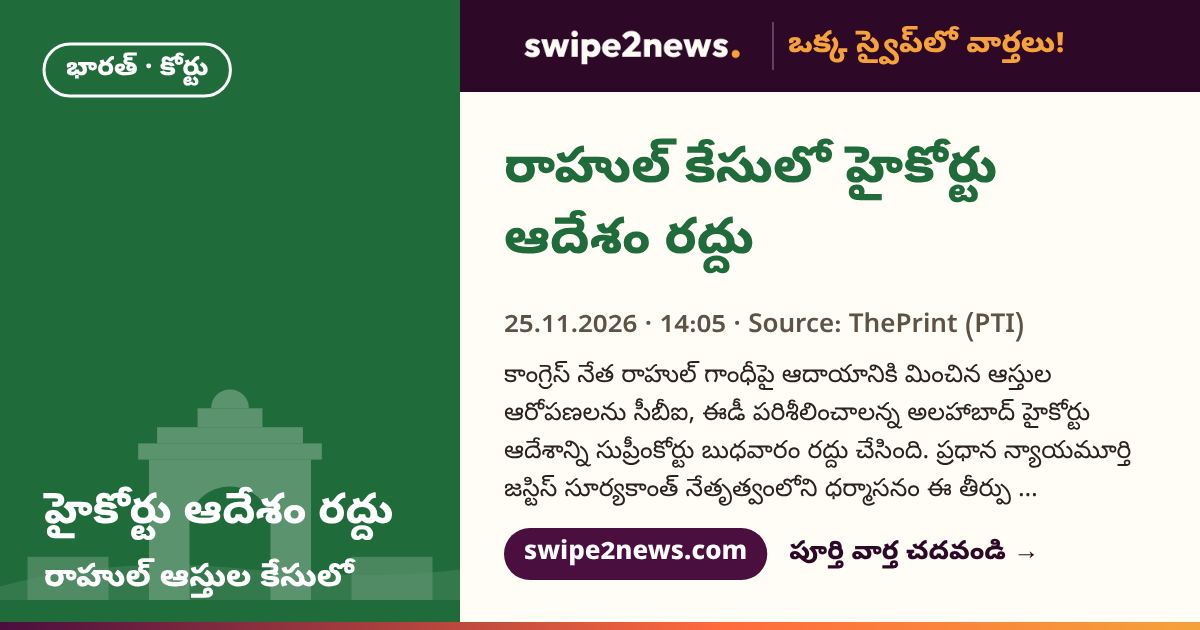 భారత్ · కోర్టు
హైకోర్టు ఆదేశం రద్దు
రాహుల్ ఆస్తుల కేసులో
swipe2news.
ఒక్క స్వైప్‌లో వార్తలు!
రాహుల్ కేసులో హైకోర్టు
ఆదేశం రద్దు
25.11.2026 · 14:05 · Source: ThePrint (PTI)
కాంగ్రెస్ నేత రాహుల్ గాంధీపై ఆదాయానికి మించిన ఆస్తుల
ఆరోపణలను సీబీఐ, ఈడీ పరిశీలించాలన్న అలహాబాద్ హైకోర్టు
ఆదేశాన్ని సుప్రీంకోర్టు బుధవారం రద్దు చేసింది. ప్రధాన న్యాయమూర్తి
జస్టిస్ సూర్యకాంత్ నేతృత్వంలోని ధర్మాసనం ఈ తీర్పు ...
swipe2news.com
పూర్తి వార్త చదవండి →